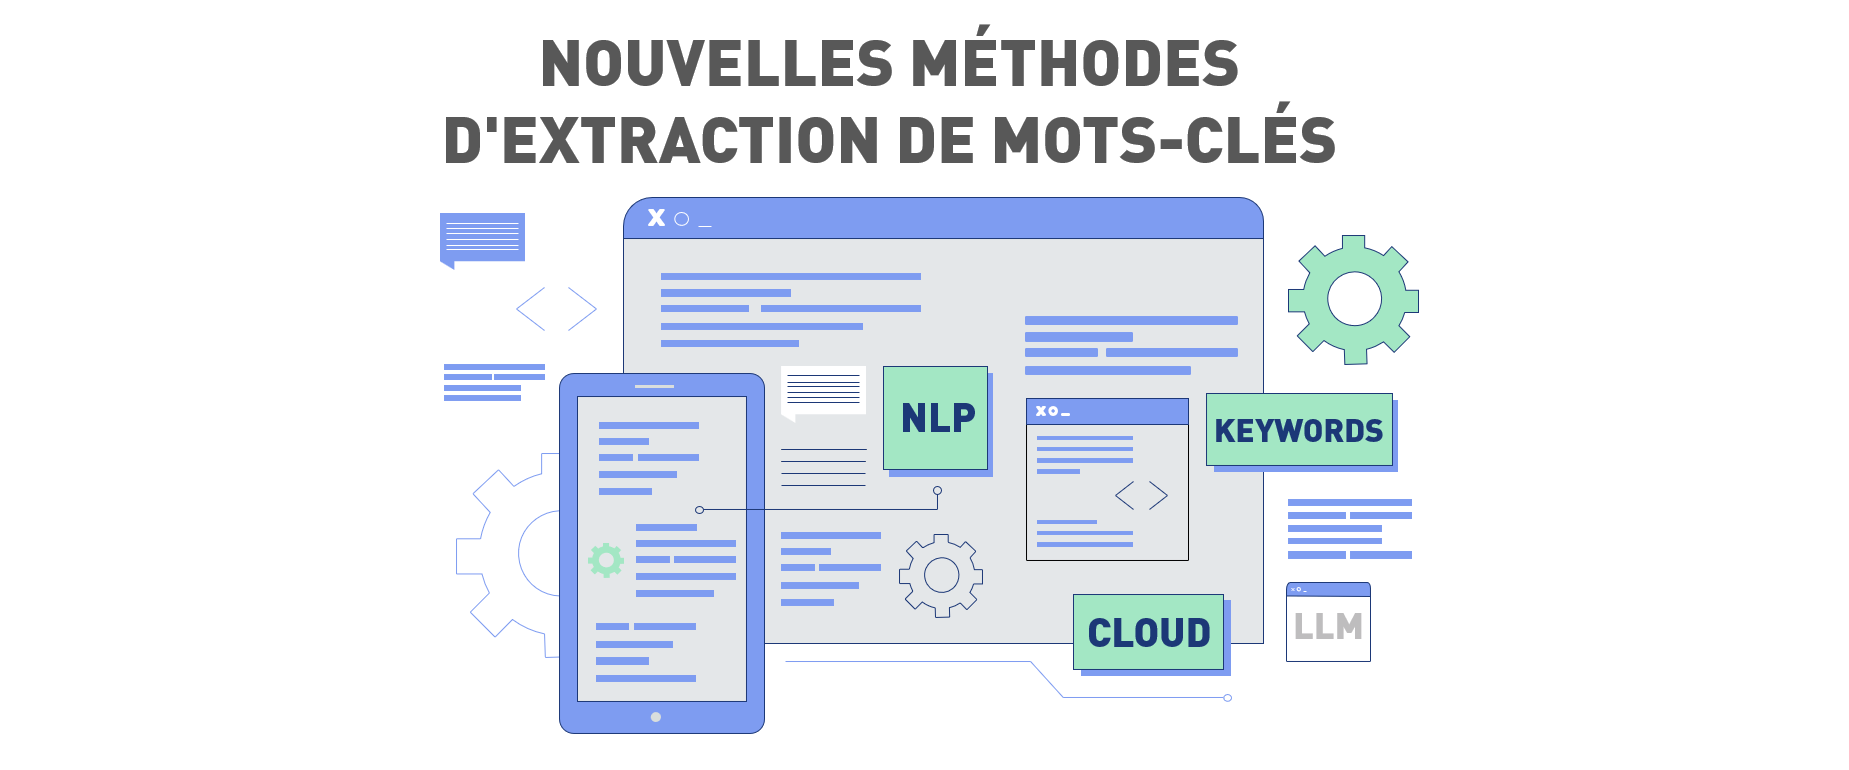 NOUVELLES MÉTHODES
D'EXTRACTION DE MOTS-CLÉS
NLP
KEYWORDS
CLOUD
LLM